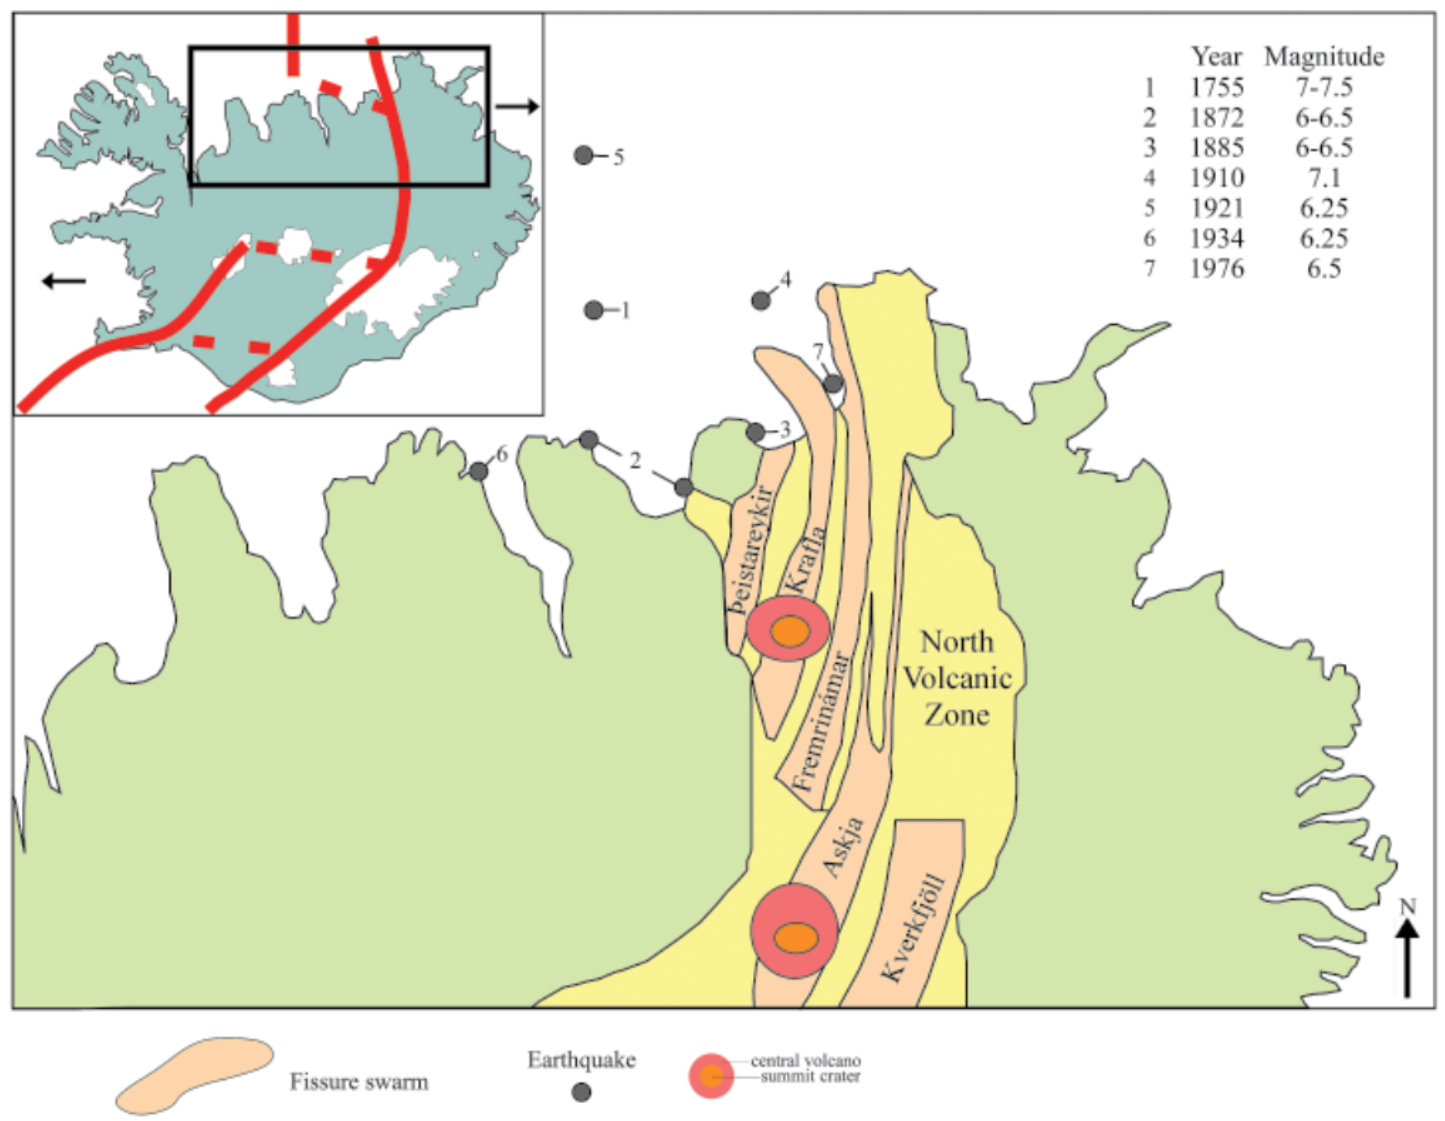 Year Magnitude
1 1755 7-7.5
2 1872 6-6.5
3 1885 6-6.5
4 1910 7.1
5 1921 6.25
6 1934 6.25
7 1976 6.5
5
4
1
7
3
6
2
Þeistareykir
Krafla
Fremrinámar
North
Volcanic
Zone
Askja
Kverkfjöll
N
Fissure swarm
Earthquake
central volcano
summit crater